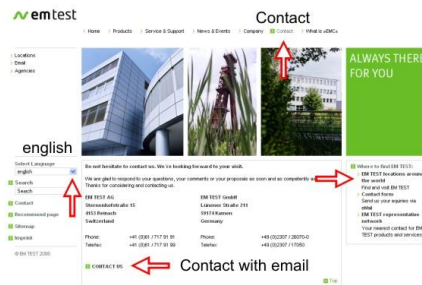 Contact
emtest
Home Products Service & Support News & Events Company Contact What is eEMC»
Locations
Email
Agencies
ALWAYS THERE
FOR YOU
english
Select Language
english
Search
Search
Contact
Recommend page
Sitemap
Imprint
© EM TEST 2008
Do not hesitate to contact us. We're looking forward to your visit.
We are glad to respond to your questions, your comments or your proposals as soon and as competently as
Thanks for considering and contacting us.
EM TEST AG
Sternenhofstraße 15
4153 Reinach
Switzerland
Phone: +41 (0)61 / 717 91 91
Telefax: +41 (0)61 / 717 91 99
EM TEST GmbH
Lünener Straße 211
59174 Kamen
Germany
Phone: +49 (0)2307 / 26070-0
Telefax: +49 (0)2307 / 17050
CONTACT US
Contact with email
Top
Where to find EM TEST:
EM TEST locations around
the world
Find and visit EM TEST
Contact form
Send us your inquiries via
eMail
EM TEST representation
network
Your nearest contact for EM
TEST products and services